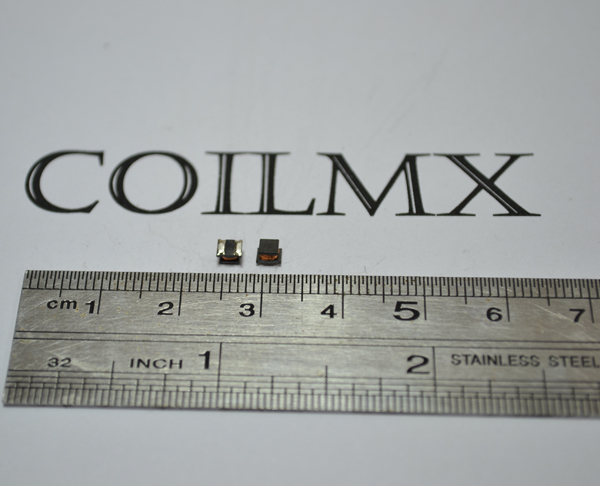 COILMX
cm 1 2 3 4 5 6 7
32 INCH 1 2 STAINLESS STEEL